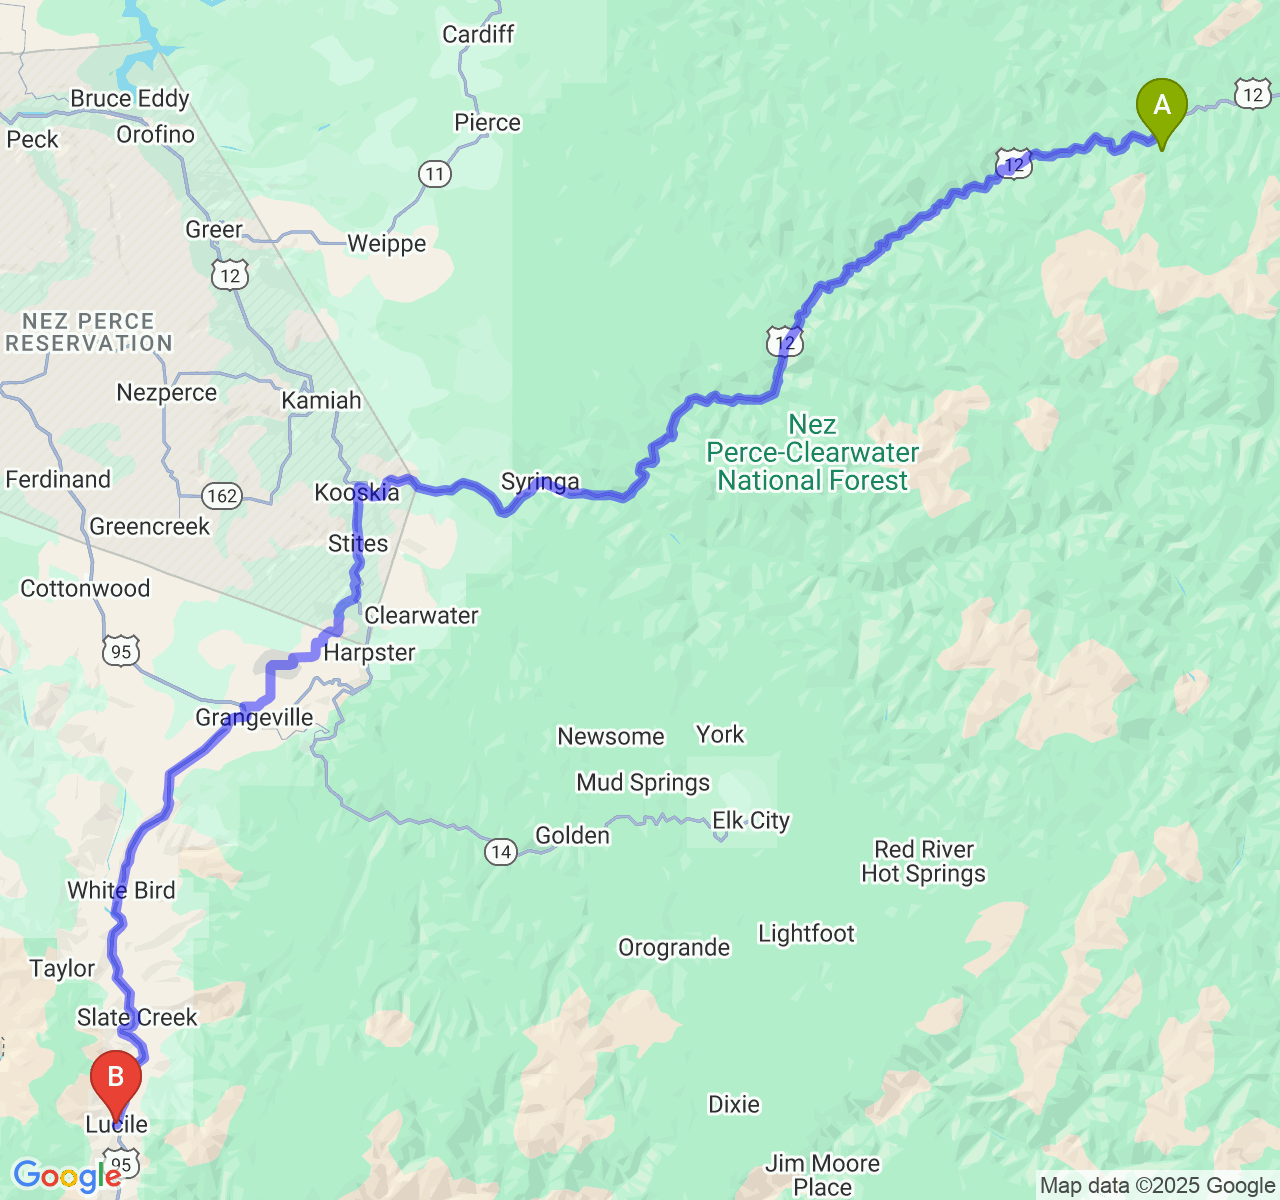 Cardiff
12
Bruce Eddy
A
Pierce
Orofino
Peck
12
11
Greer
Weippe
12
NEZ PERCE
RESERVATION
12
Nezperce
Kamiah
Nez
Perce-Clearwater
National Forest
Ferdinand
Syringa
162
Kooskia
Greencreek
Stites
Cottonwood
Clearwater
95
Harpster
Grangeville
Newsome
York
Mud Springs
Elk City
Golden
14
Red River
Hot Springs
White Bird
Lightfoot
Orogrande
Taylor
Slate Creek
B
Dixie
Lucile
95
Jim Moore
Place
Google
Map data ©2025 Google